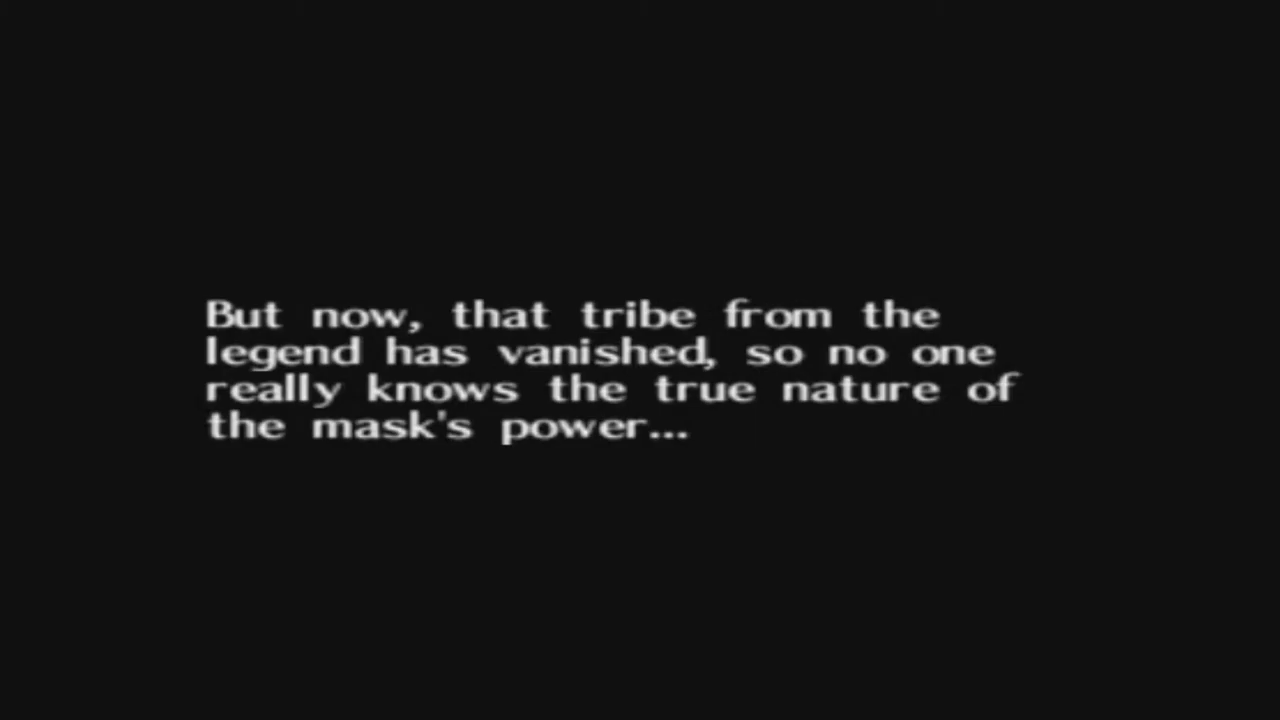 But now, that tribe from the
legend has vanished, so no one
really knows the true nature of
the mask's power...